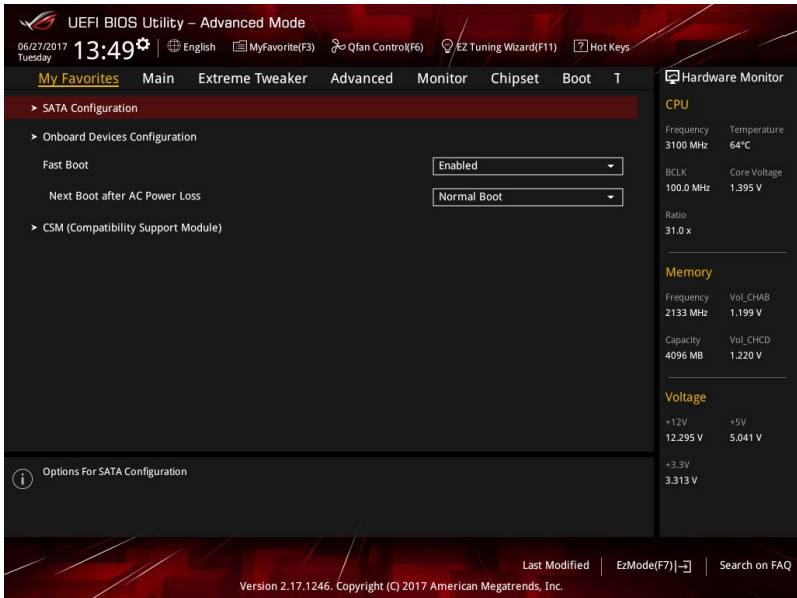 UEFI BIOS Utility – Advanced Mode
06/27/2017 Tuesday 13:49 English MyFavorite(F3) Qfan Control(F6) EZ Tuning Wizard(F11) ? Hot Keys
My Favorites Main Extreme Tweaker Advanced Monitor Chipset Boot T
Hardware Monitor
> SATA Configuration
> Onboard Devices Configuration
Fast Boot Enabled
Next Boot after AC Power Loss Normal Boot
> CSM (Compatibility Support Module)
CPU
Frequency Temperature
3100 MHz 64°C
BCLK Core Voltage
100.0 MHz 1.395 V
Ratio
31.0 x
Memory
Frequency Vol_CHAB
2133 MHz 1.199 V
Capacity Vol_CHCD
4096 MB 1.220 V
Voltage
+12V +5V
12.295 V 5.041 V
+3.3V
3.313 V
i Options For SATA Configuration
Last Modified EzMode(F7) Search on FAQ
Version 2.17.1246. Copyright (C) 2017 American Megatrends, Inc.